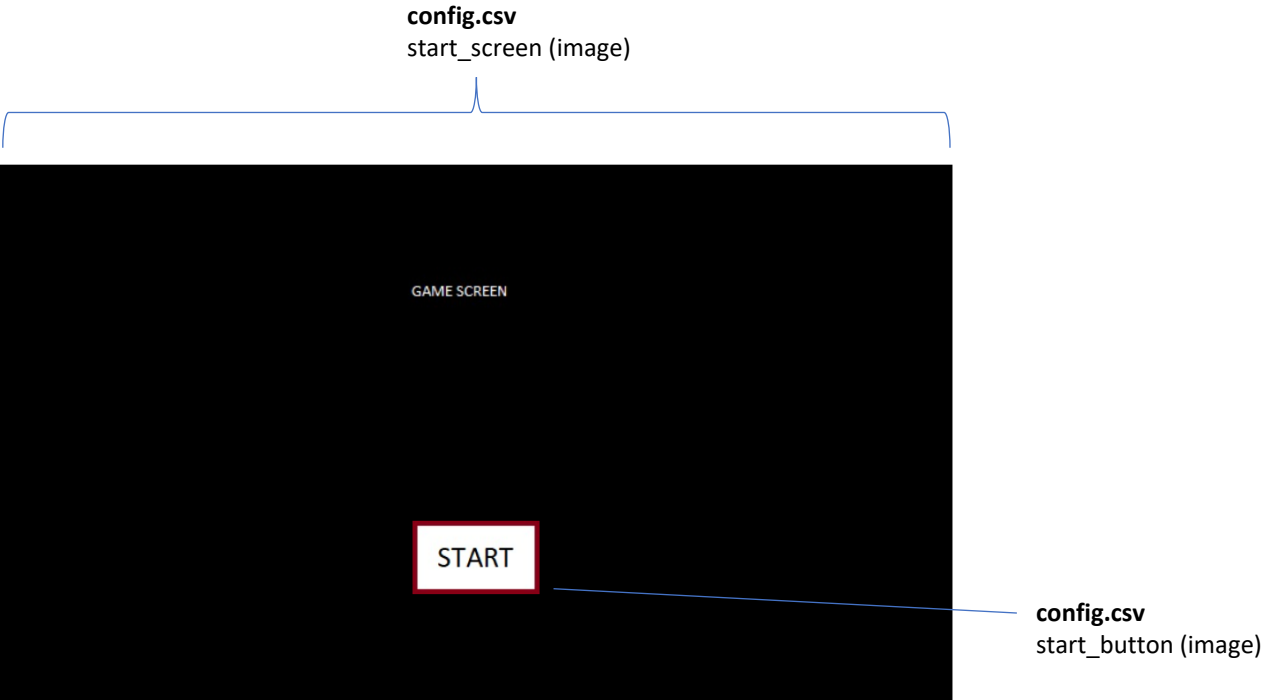 config.csv
start_screen (image)
GAME SCREEN
START
config.csv
start_button (image)